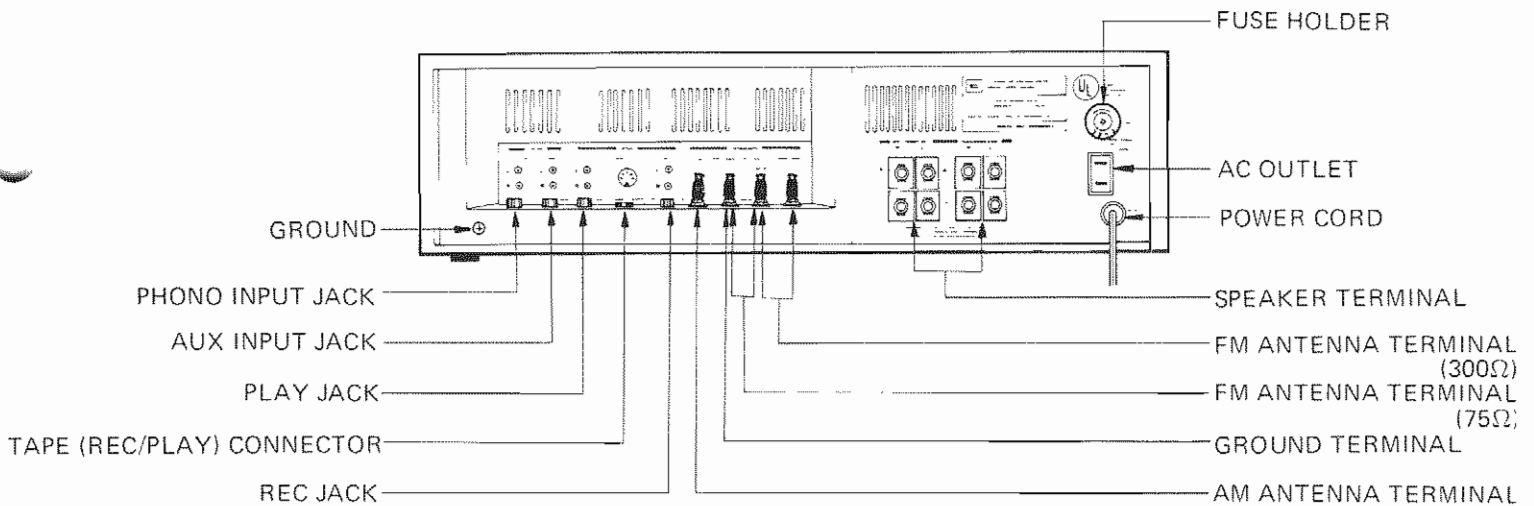 FUSE HOLDER
UL
AC OUTLET
POWER CORD
GROUND
PHONO INPUT JACK
SPEAKER TERMINAL
AUX INPUT JACK
FM ANTENNA TERMINAL
(300Ω)
PLAY JACK
FM ANTENNA TERMINAL
(75Ω)
TAPE (REC/PLAY) CONNECTOR
GROUND TERMINAL
REC JACK
AM ANTENNA TERMINAL